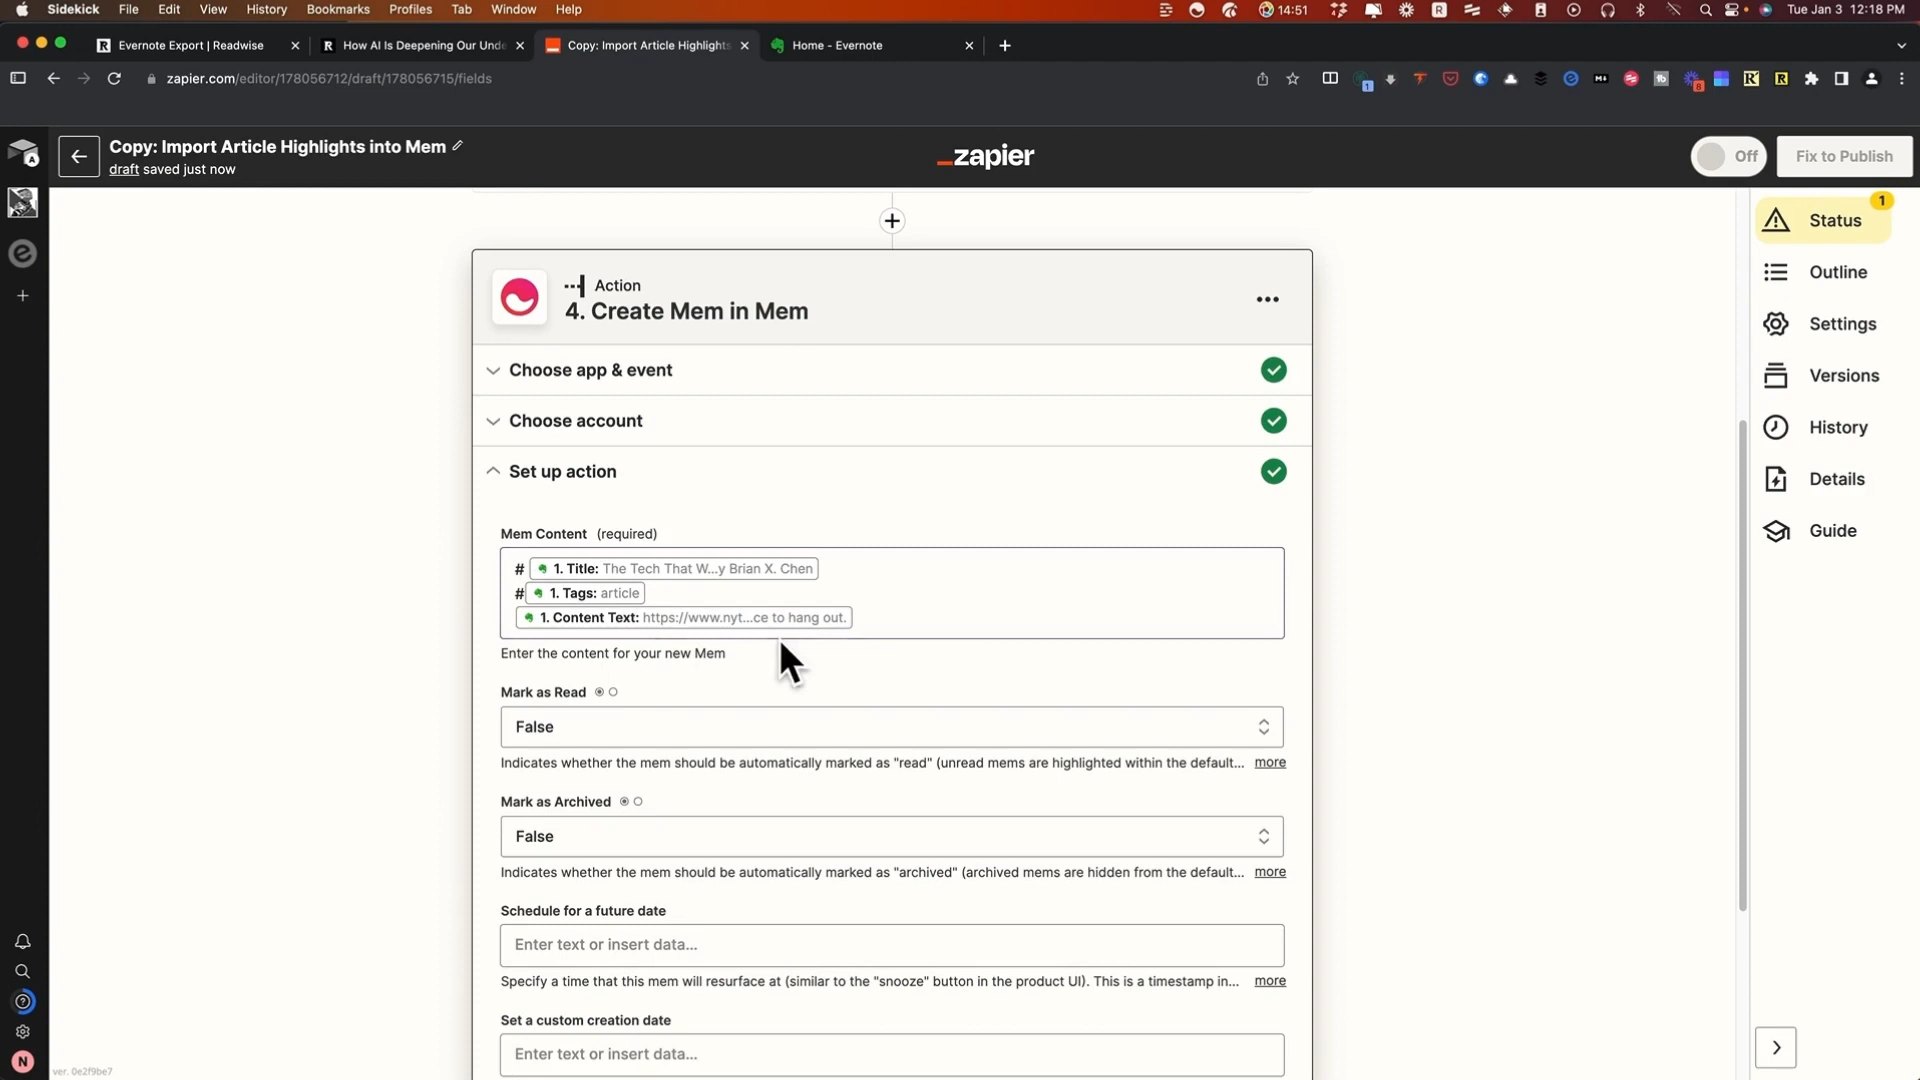 Sidekick File Edit View History Bookmarks Profiles Tab Window Help 14:51 Tue Jan 3 12:18 PM
Evernote Export | Readwise How AI Is Deepening Our Unde Copy: Import Article Highlights Home - Evernote
zapier.com/editor/178056712/draft/178056715/fields
Copy: Import Article Highlights into Mem
draft saved just now
_zapier
Off
Fix to Publish
Status 1
Outline
Settings
Versions
History
Details
Guide
Action
4. Create Mem in Mem
Choose app & event
Choose account
Set up action
Mem Content (required)
# 1. Title: The Tech That W...y Brian X. Chen
# 1. Tags: article
1. Content Text: https://www.nyt...ce to hang out.
Enter the content for your new Mem
Mark as Read
False
Indicates whether the mem should be automatically marked as "read" (unread mems are highlighted within the default... more
Mark as Archived
False
Indicates whether the mem should be automatically marked as "archived" (archived mems are hidden from the default... more
Schedule for a future date
Enter text or insert data...
Specify a time that this mem will resurface at (similar to the "snooze" button in the product UI). This is a timestamp in... more
Set a custom creation date
Enter text or insert data...
N
ver. 0e2f9be7